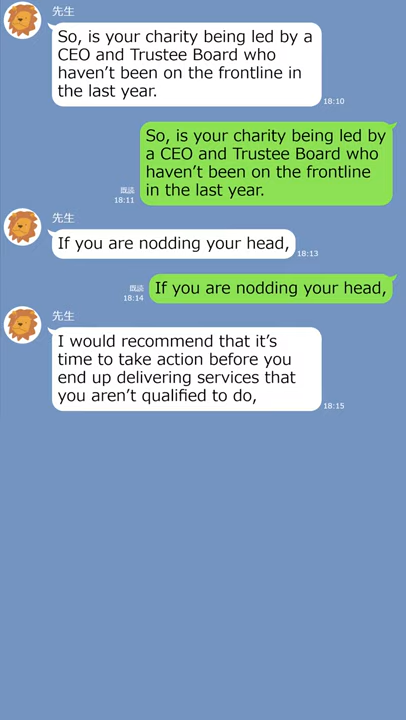 先生
So, is your charity being led by a
CEO and Trustee Board who
haven't been on the frontline in
the last year.
18:10
So, is your charity being led by
a CEO and Trustee Board who
haven't been on the frontline
in the last year.
既読
18:11
先生
If you are nodding your head,
18:13
If you are nodding your head,
既読
18:14
先生
I would recommend that it's
time to take action before you
end up delivering services that
you aren't qualified to do,
18:15